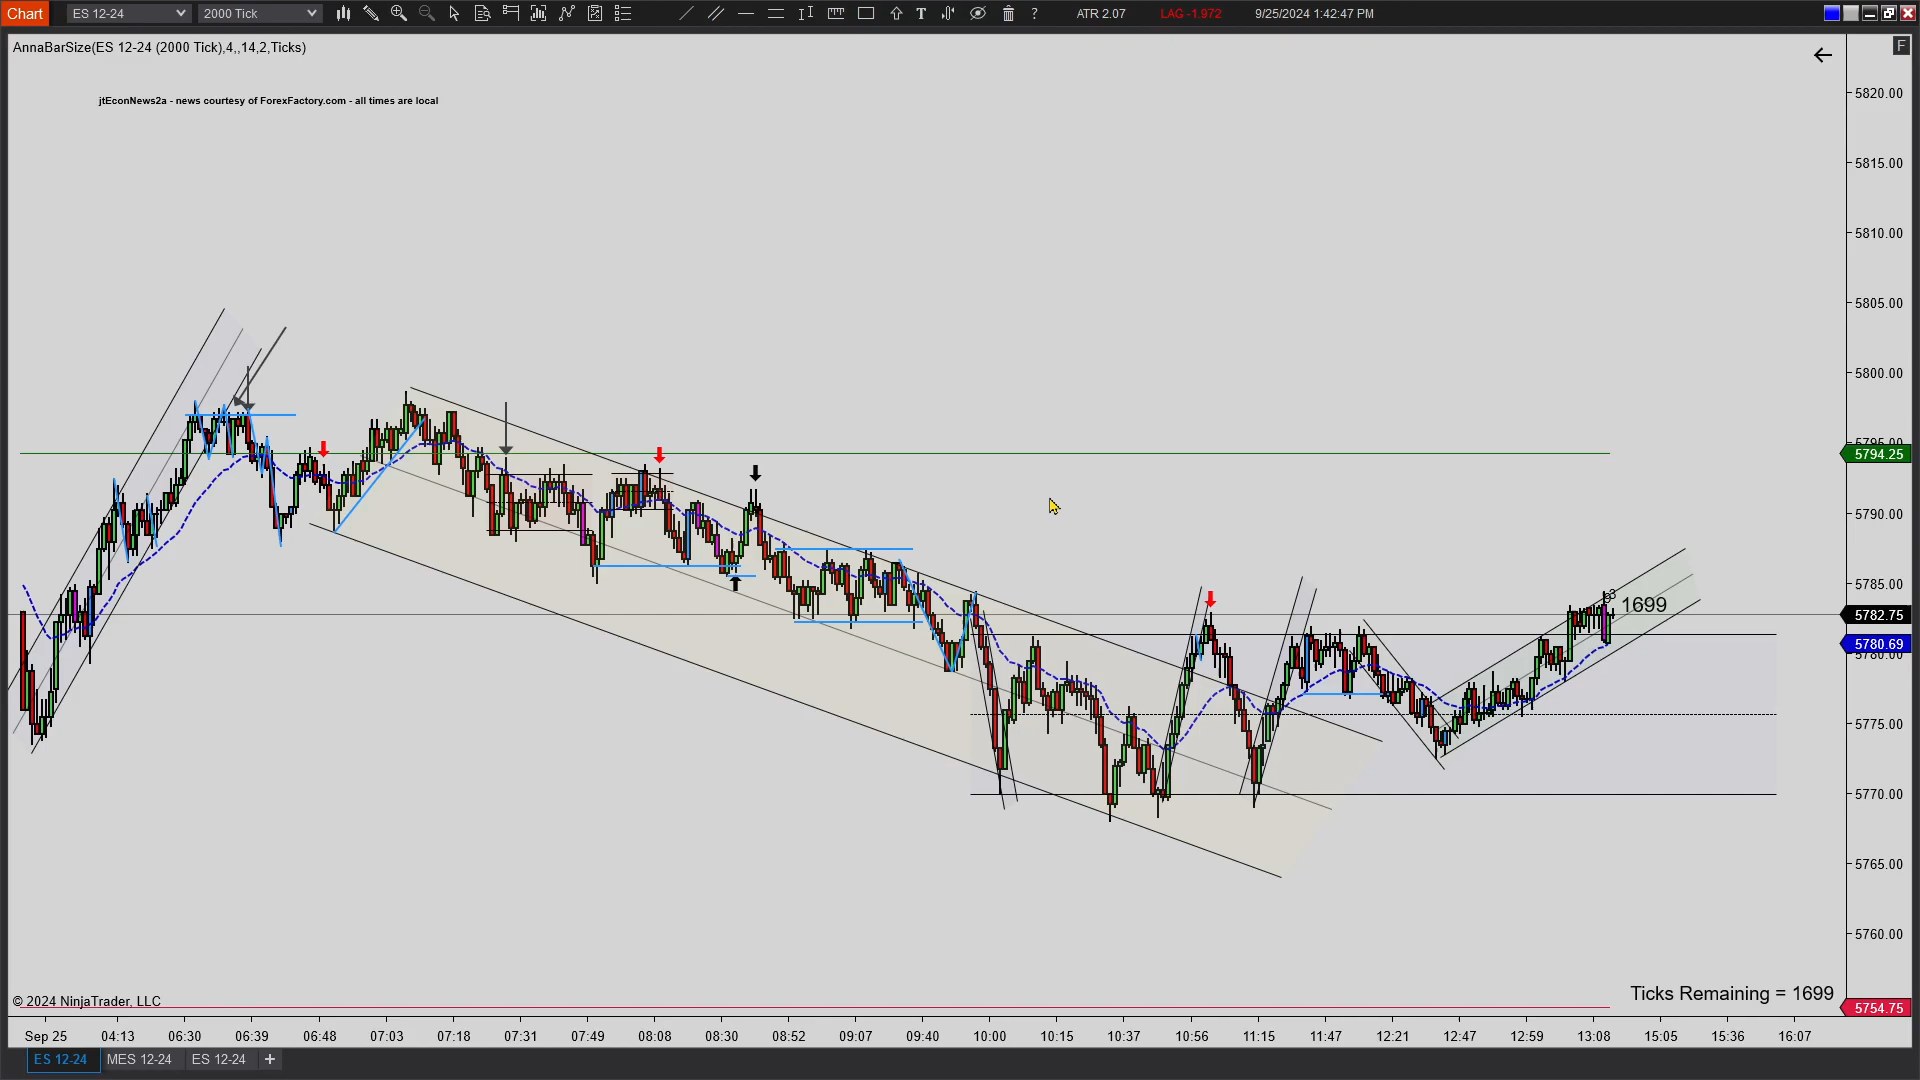 Chart ES 12-24 2000 Tick ? ATR 2.07 LAG -1.972 9/25/2024 1:42:47 PM
AnnaBarSize(ES 12-24 (2000 Tick),4,,14,2,Ticks)
F
jtEconNews2a - news courtesy of ForexFactory.com - all times are local
5820.00
5815.00
5810.00
5805.00
5800.00
5795.00
5794.25
5790.00
5785.00
1699
5782.75
5780.69
5780.00
5775.00
5770.00
5765.00
5760.00
Ticks Remaining = 1699
© 2024 NinjaTrader, LLC
5754.75
Sep 25 04:13 06:30 06:39 06:48 07:03 07:18 07:31 07:49 08:08 08:30 08:52 09:07 09:40 10:00 10:15 10:37 10:56 11:15 11:47 12:21 12:47 12:59 13:08 15:05 15:36 16:07
ES 12-24 MES 12-24 ES 12-24 +